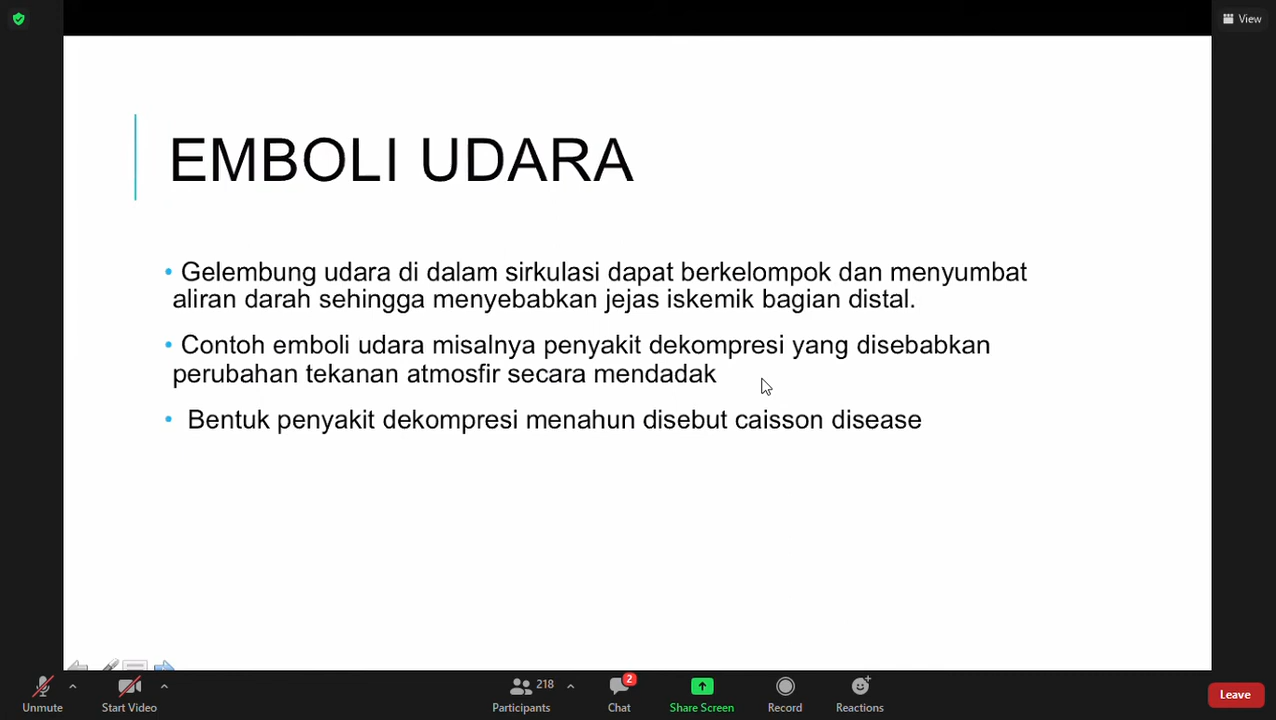 View
EMBOLI UDARA
• Gelembung udara di dalam sirkulasi dapat berkelompok dan menyumbat
aliran darah sehingga menyebabkan jejas iskemik bagian distal.
• Contoh emboli udara misalnya penyakit dekompresi yang disebabkan
perubahan tekanan atmosfir secara mendadak
• Bentuk penyakit dekompresi menahun disebut caisson disease
218
2
Unmute
Start Video
Participants
Chat
Share Screen
Record
Reactions
Leave